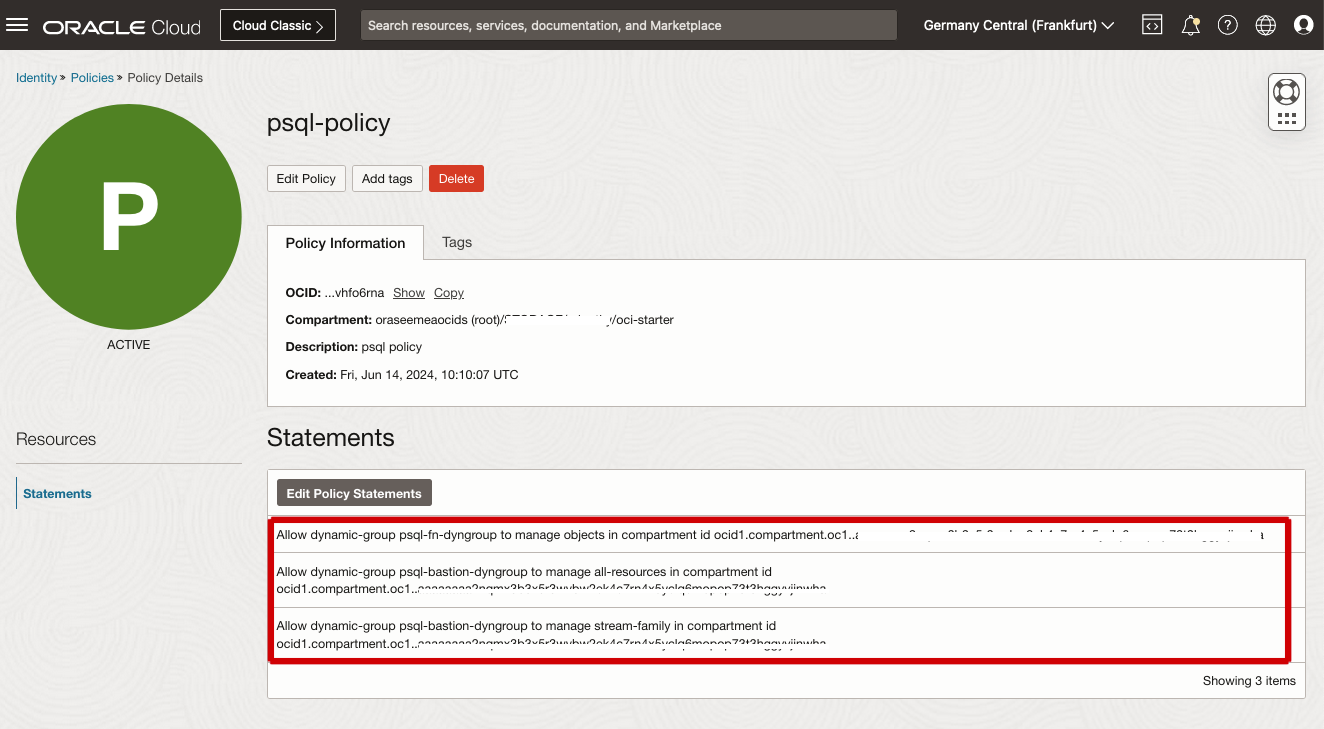 ORACLE Cloud
Cloud Classic
Search resources, services, documentation, and Marketplace
Germany Central (Frankfurt)
Identity » Policies » Policy Details
P
ACTIVE
psql-policy
Edit Policy
Add tags
Delete
Policy Information
Tags
OCID: ...vhfo6rna Show Copy
Compartment: oraseemeaocids (root)/ /oci-starter
Description: psql policy
Created: Fri, Jun 14, 2024, 10:10:07 UTC
Resources
Statements
Statements
Edit Policy Statements
Allow dynamic-group psql-fn-dyngroup to manage objects in compartment id ocid1.compartment.oc1..
Allow dynamic-group psql-bastion-dyngroup to manage all-resources in compartment id
ocid1.compartment.oc1..
Allow dynamic-group psql-bastion-dyngroup to manage stream-family in compartment id
ocid1.compartment.oc1..
Showing 3 items